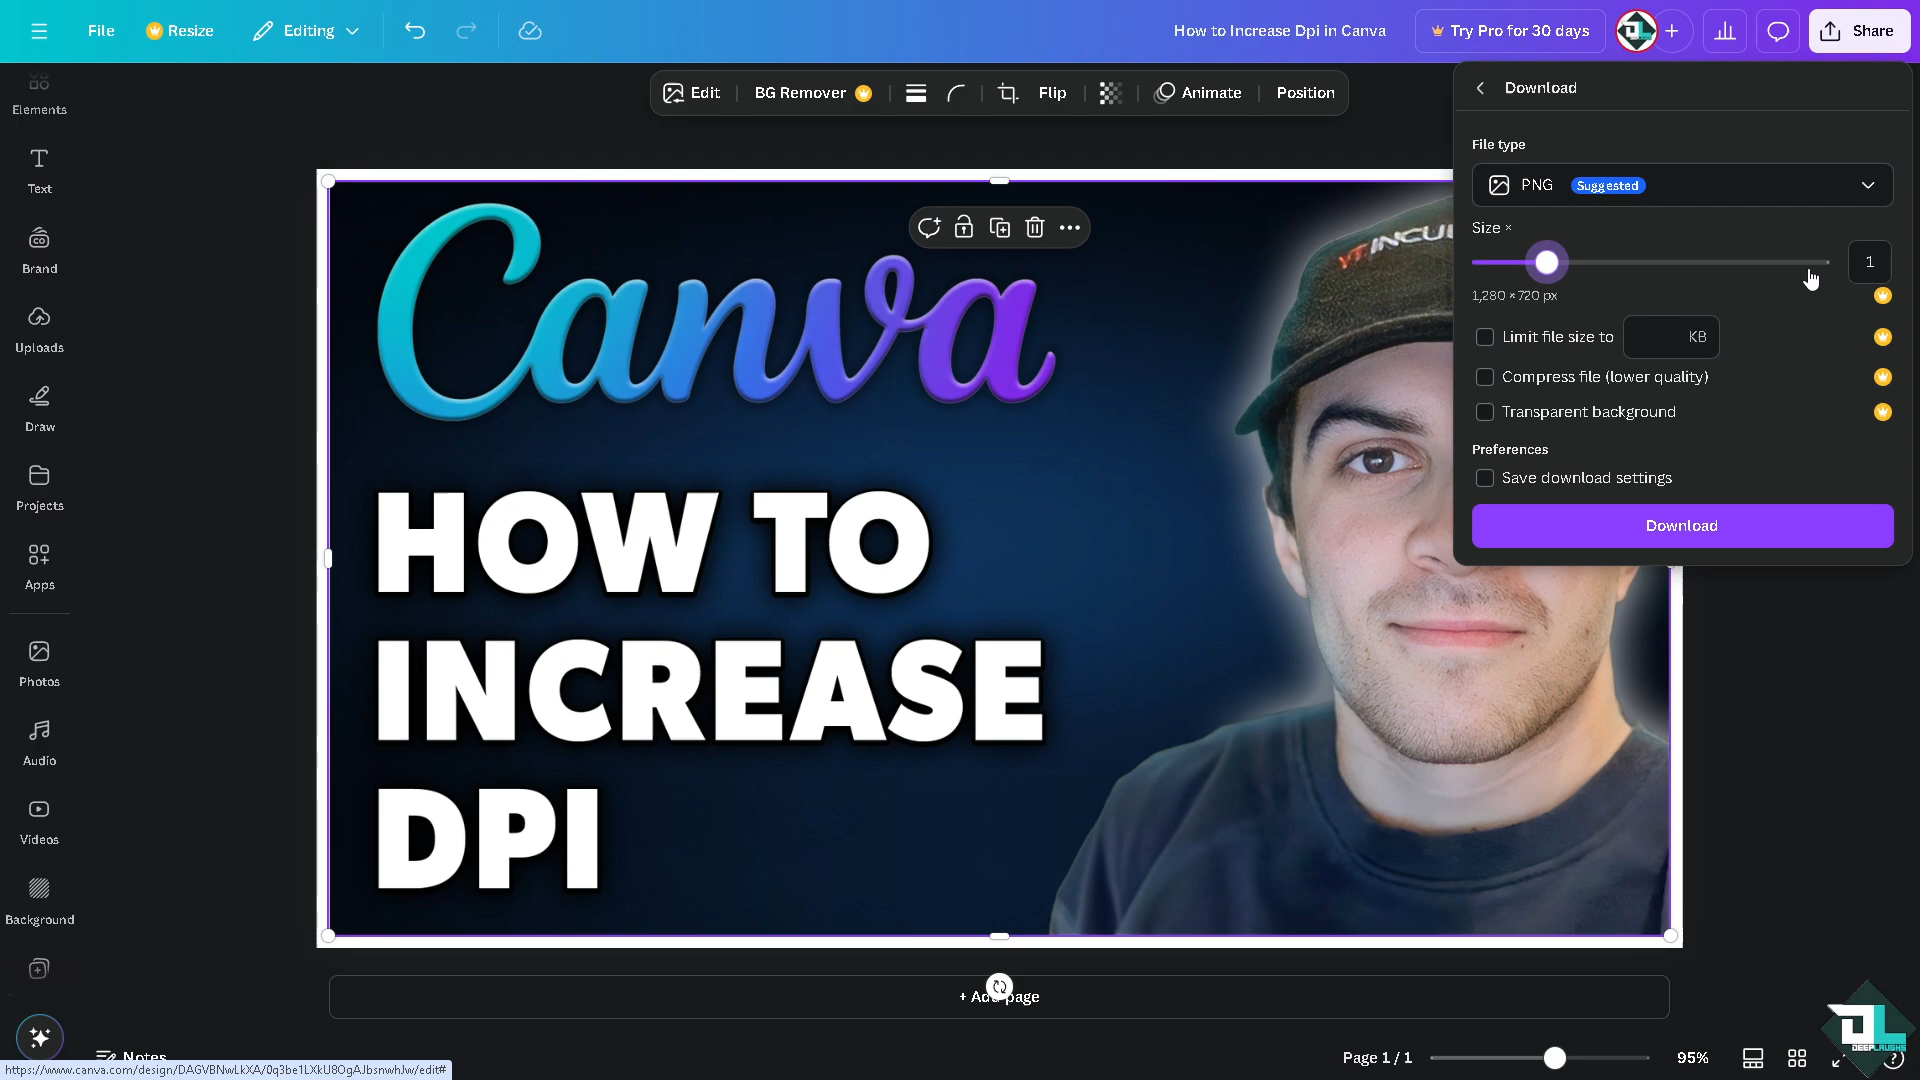 File
Resize
Editing
How to Increase Dpi in Canva
Try Pro for 30 days
Share
Elements
Text
Brand
Uploads
Draw
Projects
Apps
Photos
Audio
Videos
Background
Edit
BG Remover
Flip
Animate
Position
Canva
HOW TO
INCREASE
DPI
Download
File type
PNG Suggested
Size ×
1
1,280 × 720 px
Limit file size to KB
Compress file (lower quality)
Transparent background
Preferences
Save download settings
Download
+ Add page
Notes
Page 1 / 1
95%
DL
DEEPLAUGHS
https://www.canva.com/design/DAGVBNwLkXA/0q3be1LXkU8OgAJbsnwhJw/edit#